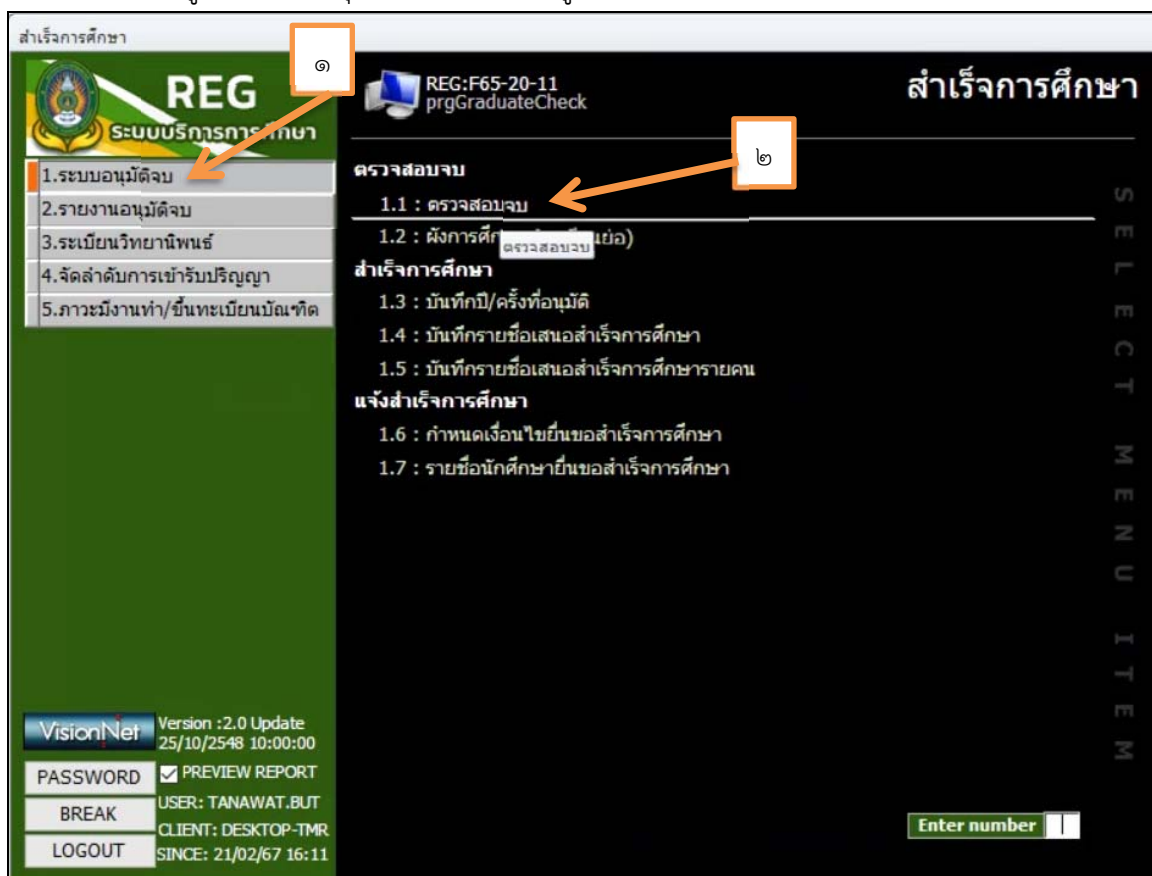 สำเร็จการศึกษา
๑
REG
ระบบบริการการศึกษา
REG:F65-20-11
prgGraduateCheck
สำเร็จการศึกษา
1.ระบบอนุมัติจบ
2.รายงานอนุมัติจบ
3.ระเบียนวิทยานิพนธ์
4.จัดลำดับการเข้ารับปริญญา
5.ภาวะมีงานทำ/ขึ้นทะเบียนบัณฑิต
๒
ตรวจสอบจบ
1.1 : ตรวจสอบจบ
1.2 : ผังการศึก ย่อ)
ตรวจสอบจบ
สำเร็จการศึกษา
1.3 : บันทึกปี/ครั้งที่อนุมัติ
1.4 : บันทึกรายชื่อเสนอสำเร็จการศึกษา
1.5 : บันทึกรายชื่อเสนอสำเร็จการศึกษารายคน
แจ้งสำเร็จการศึกษา
1.6 : กำหนดเงื่อนไขยื่นขอสำเร็จการศึกษา
1.7 : รายชื่อนักศึกษายื่นขอสำเร็จการศึกษา
SELECT MENU ITEM
VisionNet
Version :2.0 Update
25/10/2548 10:00:00
PASSWORD
PREVIEW REPORT
BREAK
USER: TANAWAT.BUT
CLIENT: DESKTOP-TMR
LOGOUT
SINCE: 21/02/67 16:11
Enter number